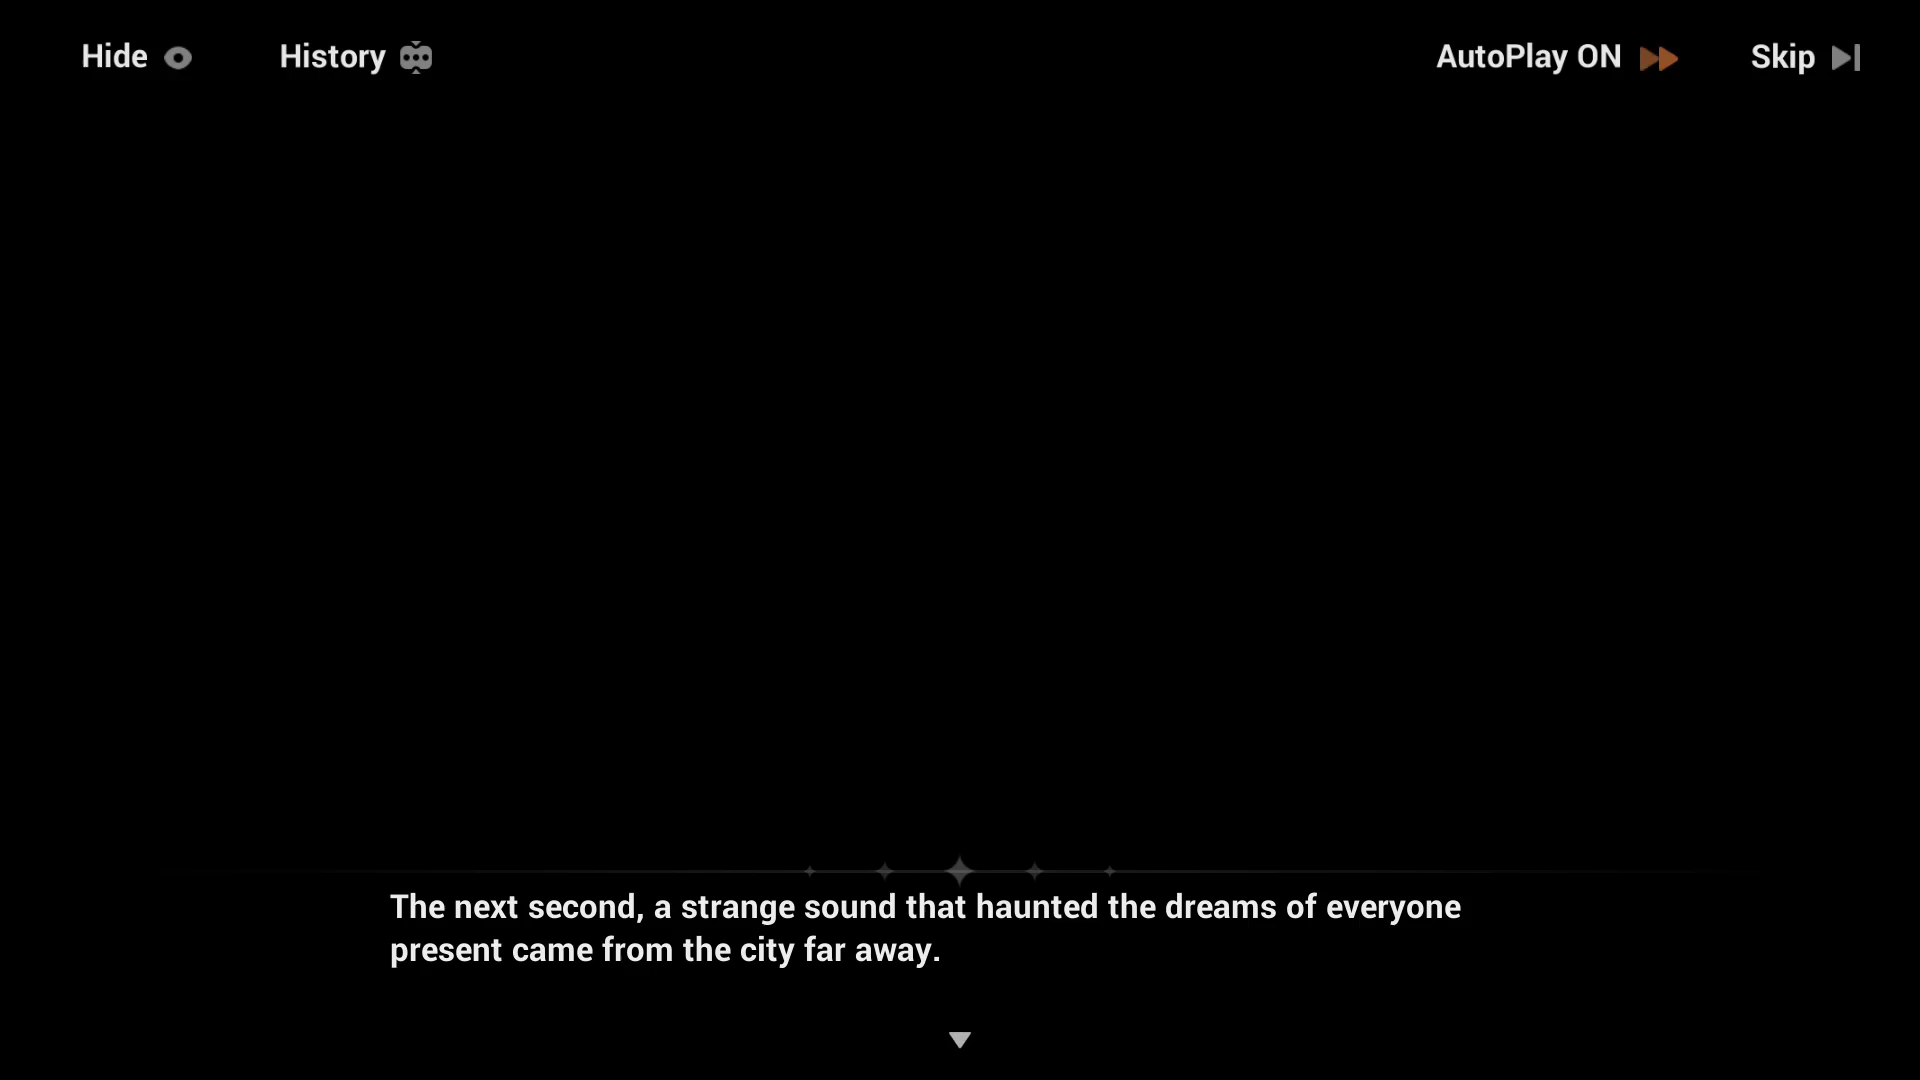 Hide
History
AutoPlay ON
Skip
The next second, a strange sound that haunted the dreams of everyone
present came from the city far away.